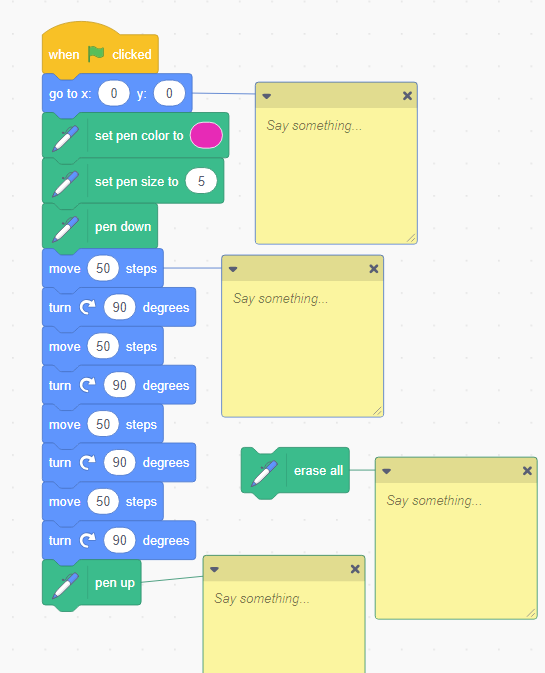 when clicked
go to x: 0 y: 0
Say something...
set pen color to
set pen size to 5
pen down
move 50 steps
Say something...
turn 90 degrees
move 50 steps
turn 90 degrees
move 50 steps
turn 90 degrees
erase all
Say something...
move 50 steps
turn 90 degrees
pen up
Say something...